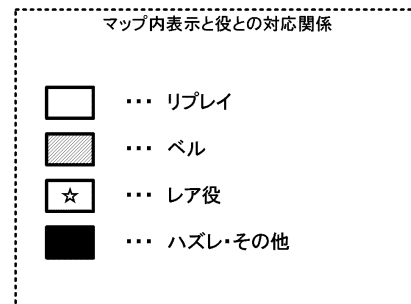 マップ内表示と役との対応関係
･･･ リプレイ
･･･ ベル
☆ ･･･ レア役
･･･ ハズレ･その他